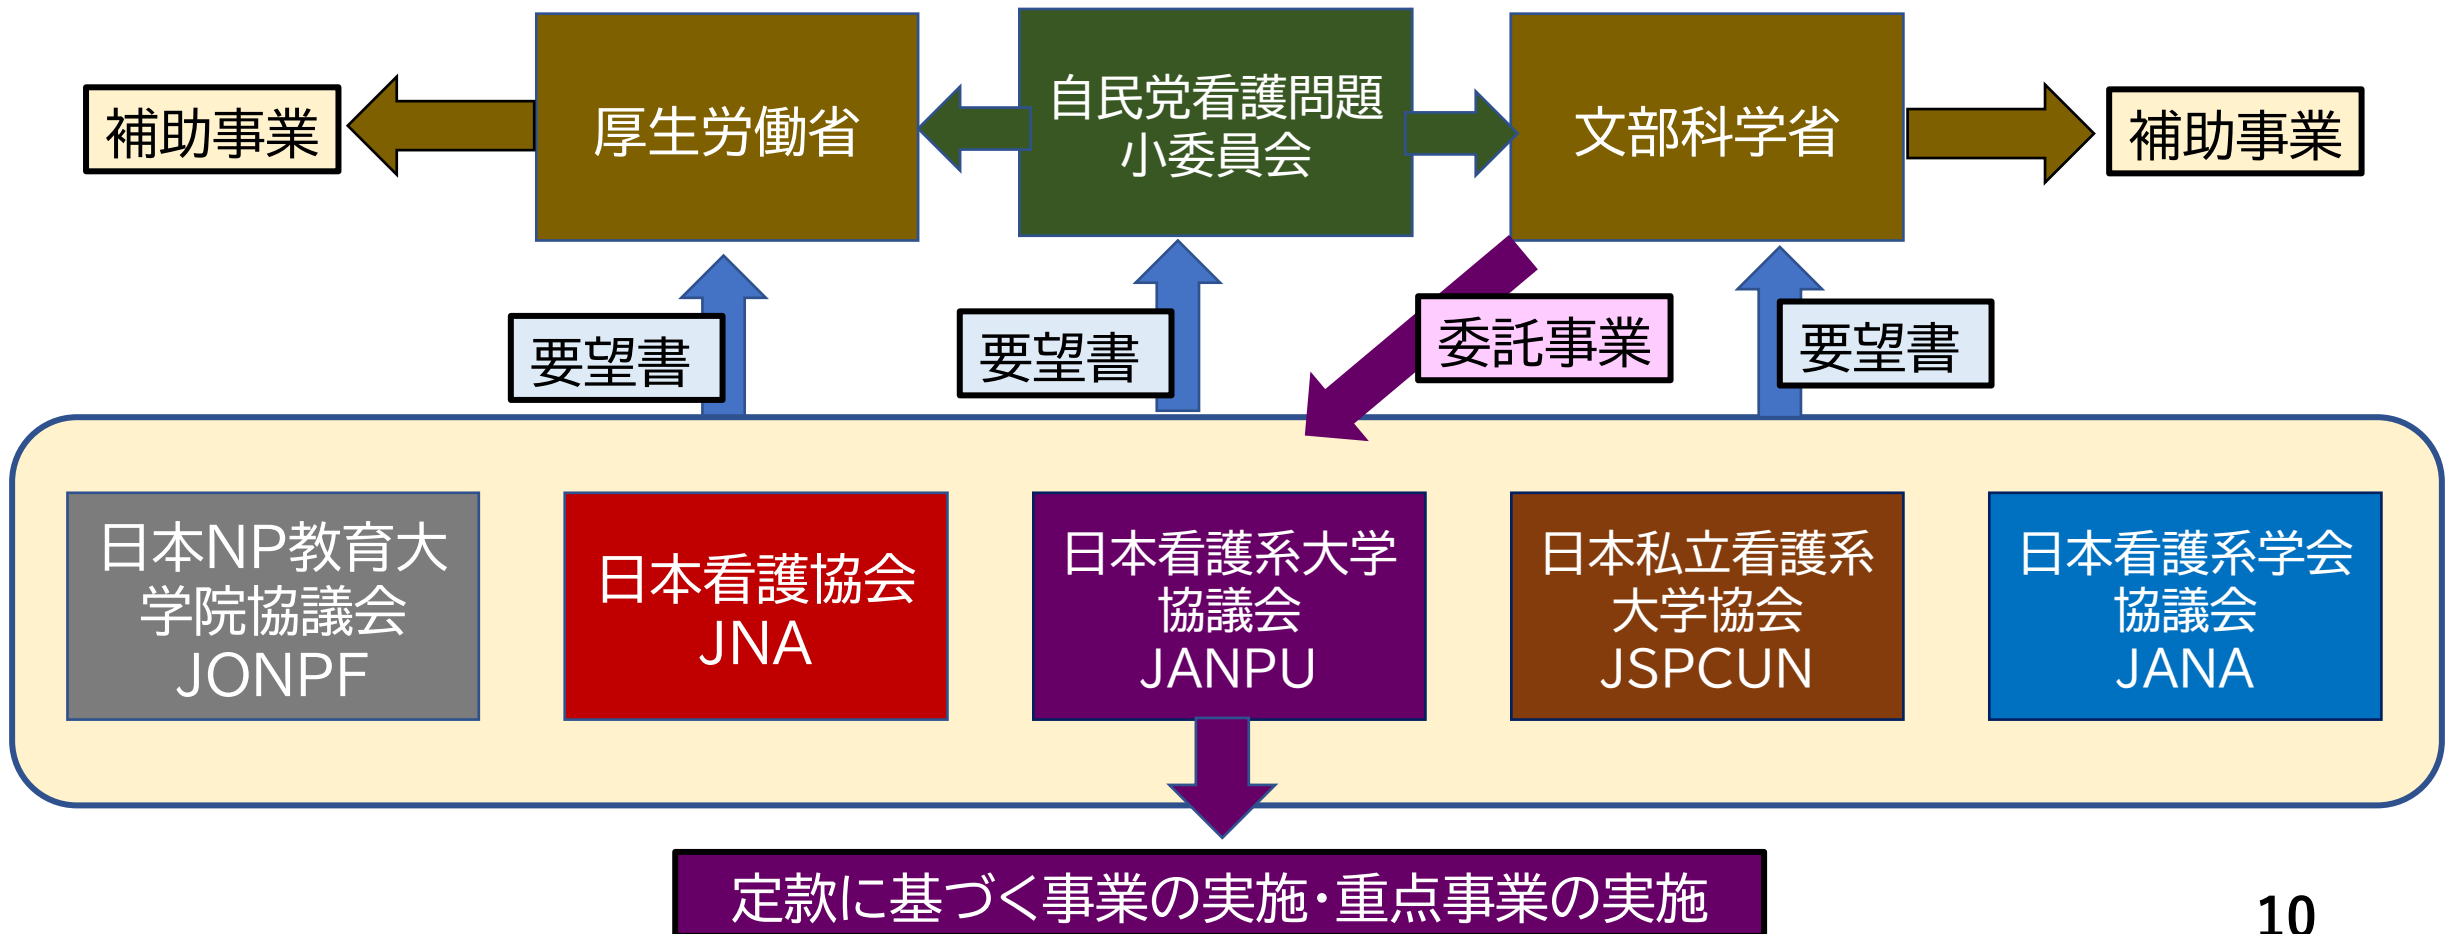 補助事業
厚生労働省
自民党看護問題
小委員会
文部科学省
補助事業
要望書
要望書
委託事業
要望書
日本NP教育大
学院協議会
JONPF
日本看護協会
JNA
日本看護系大学
協議会
JANPU
日本私立看護系
大学協会
JSPCUN
日本看護系学会
協議会
JANA
定款に基づく事業の実施・重点事業の実施
10